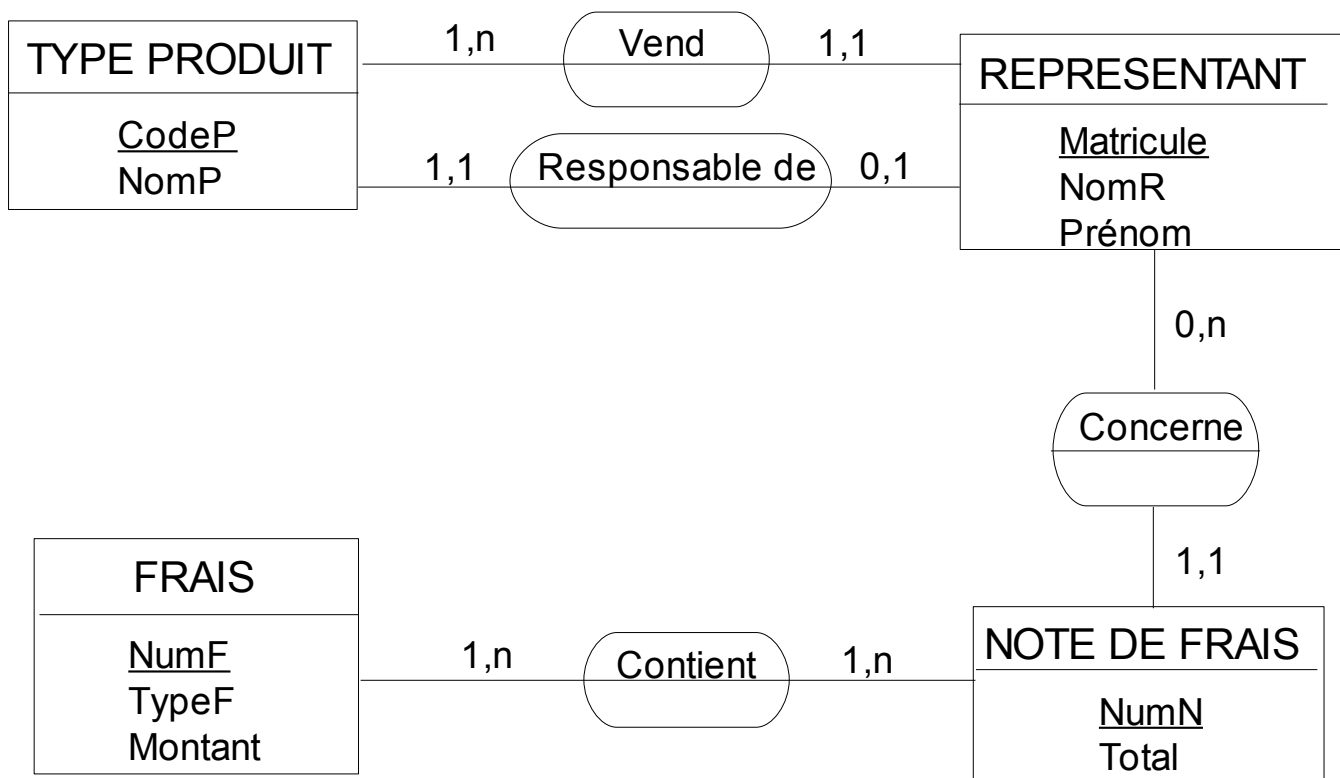 TYPE PRODUIT
CodeP
NomP
1,n
Vend
1,1
1,1
Responsable de
0,1
REPRESENTANT
Matricule
NomR
Prénom
0,n
Concerne
1,1
FRAIS
NumF
TypeF
Montant
1,n
Contient
1,n
NOTE DE FRAIS
NumN
Total